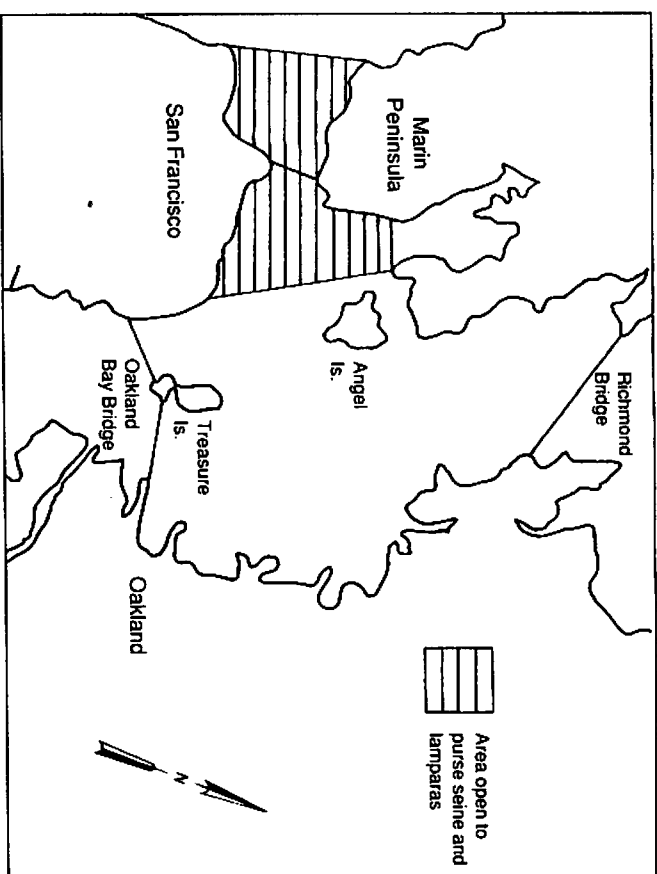 Marin
Peninsula
San Francisco
Richmond
Bridge
Angel
Is.
Treasure
Is.
Oakland
Bay Bridge
Oakland
Area open to
purse seine and
lamparas
N